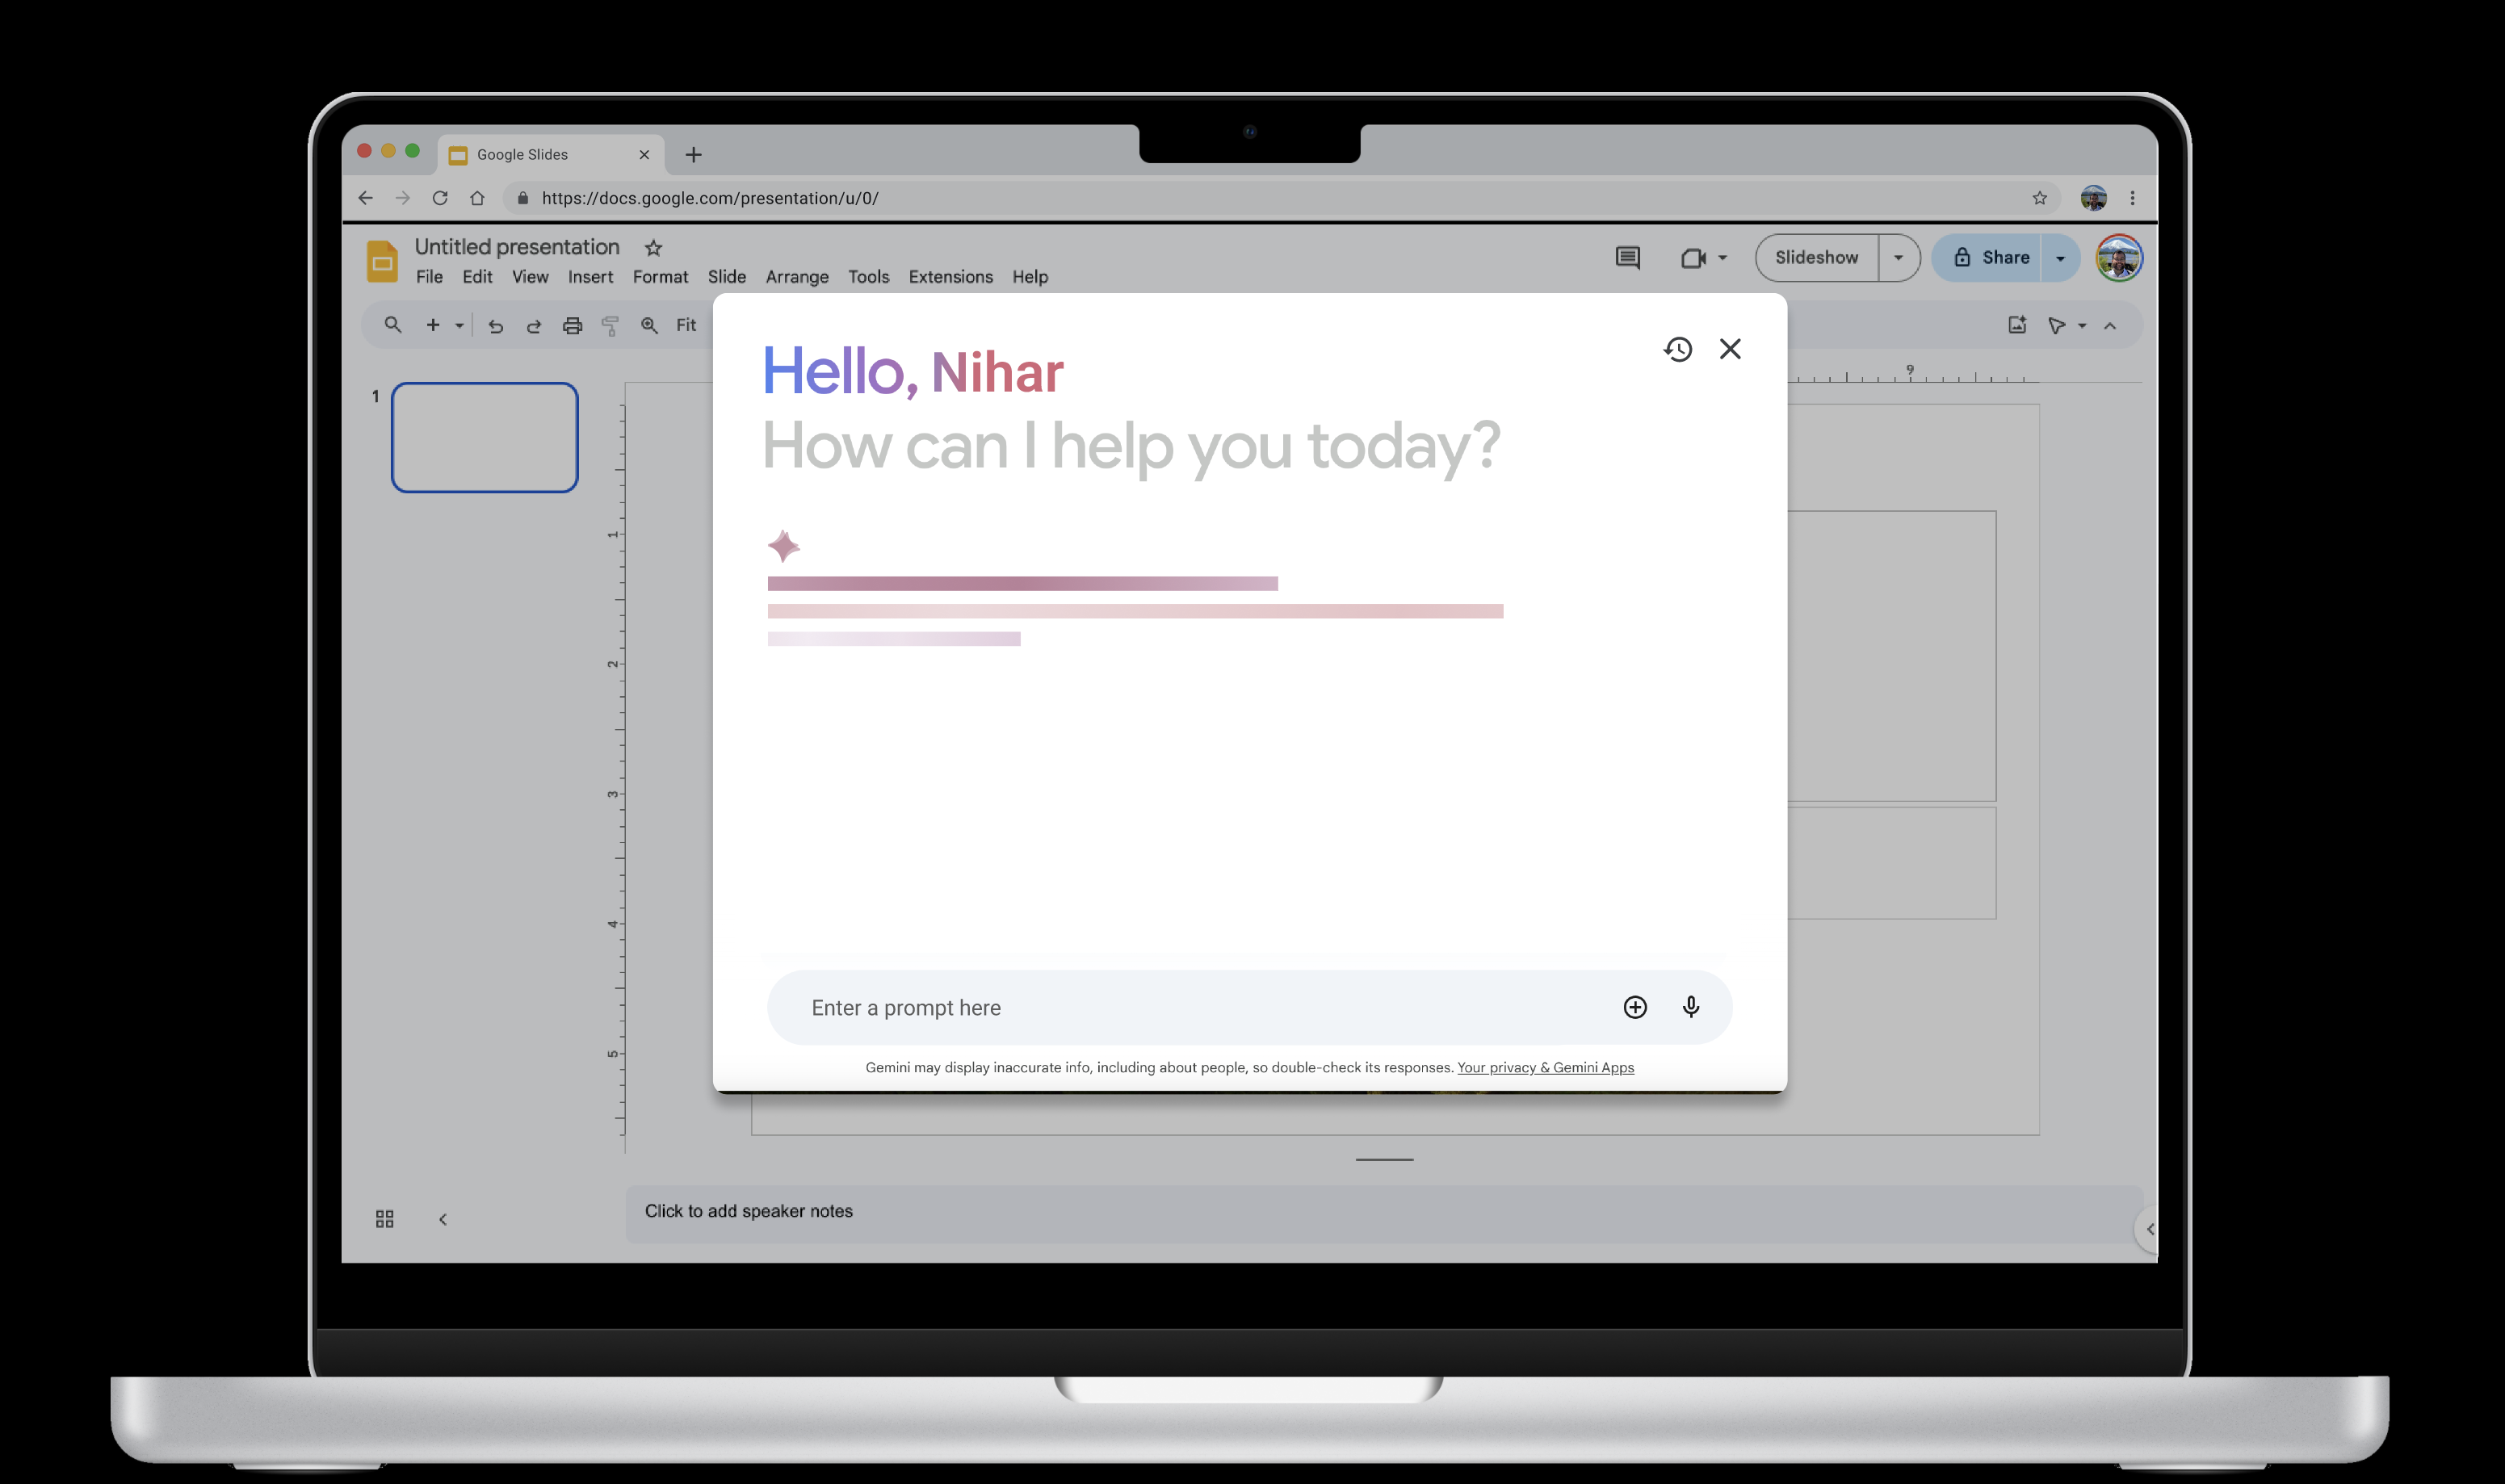 Google Slides
https://docs.google.com/presentation/u/0/
Untitled presentation
File Edit View Insert Format Slide Arrange Tools Extensions Help
Slideshow
Share
Fit
Hello, Nihar
How can I help you today?
1
9
1
2
3
4
5
Enter a prompt here
Gemini may display inaccurate info, including about people, so double-check its responses. Your privacy & Gemini Apps
Click to add speaker notes